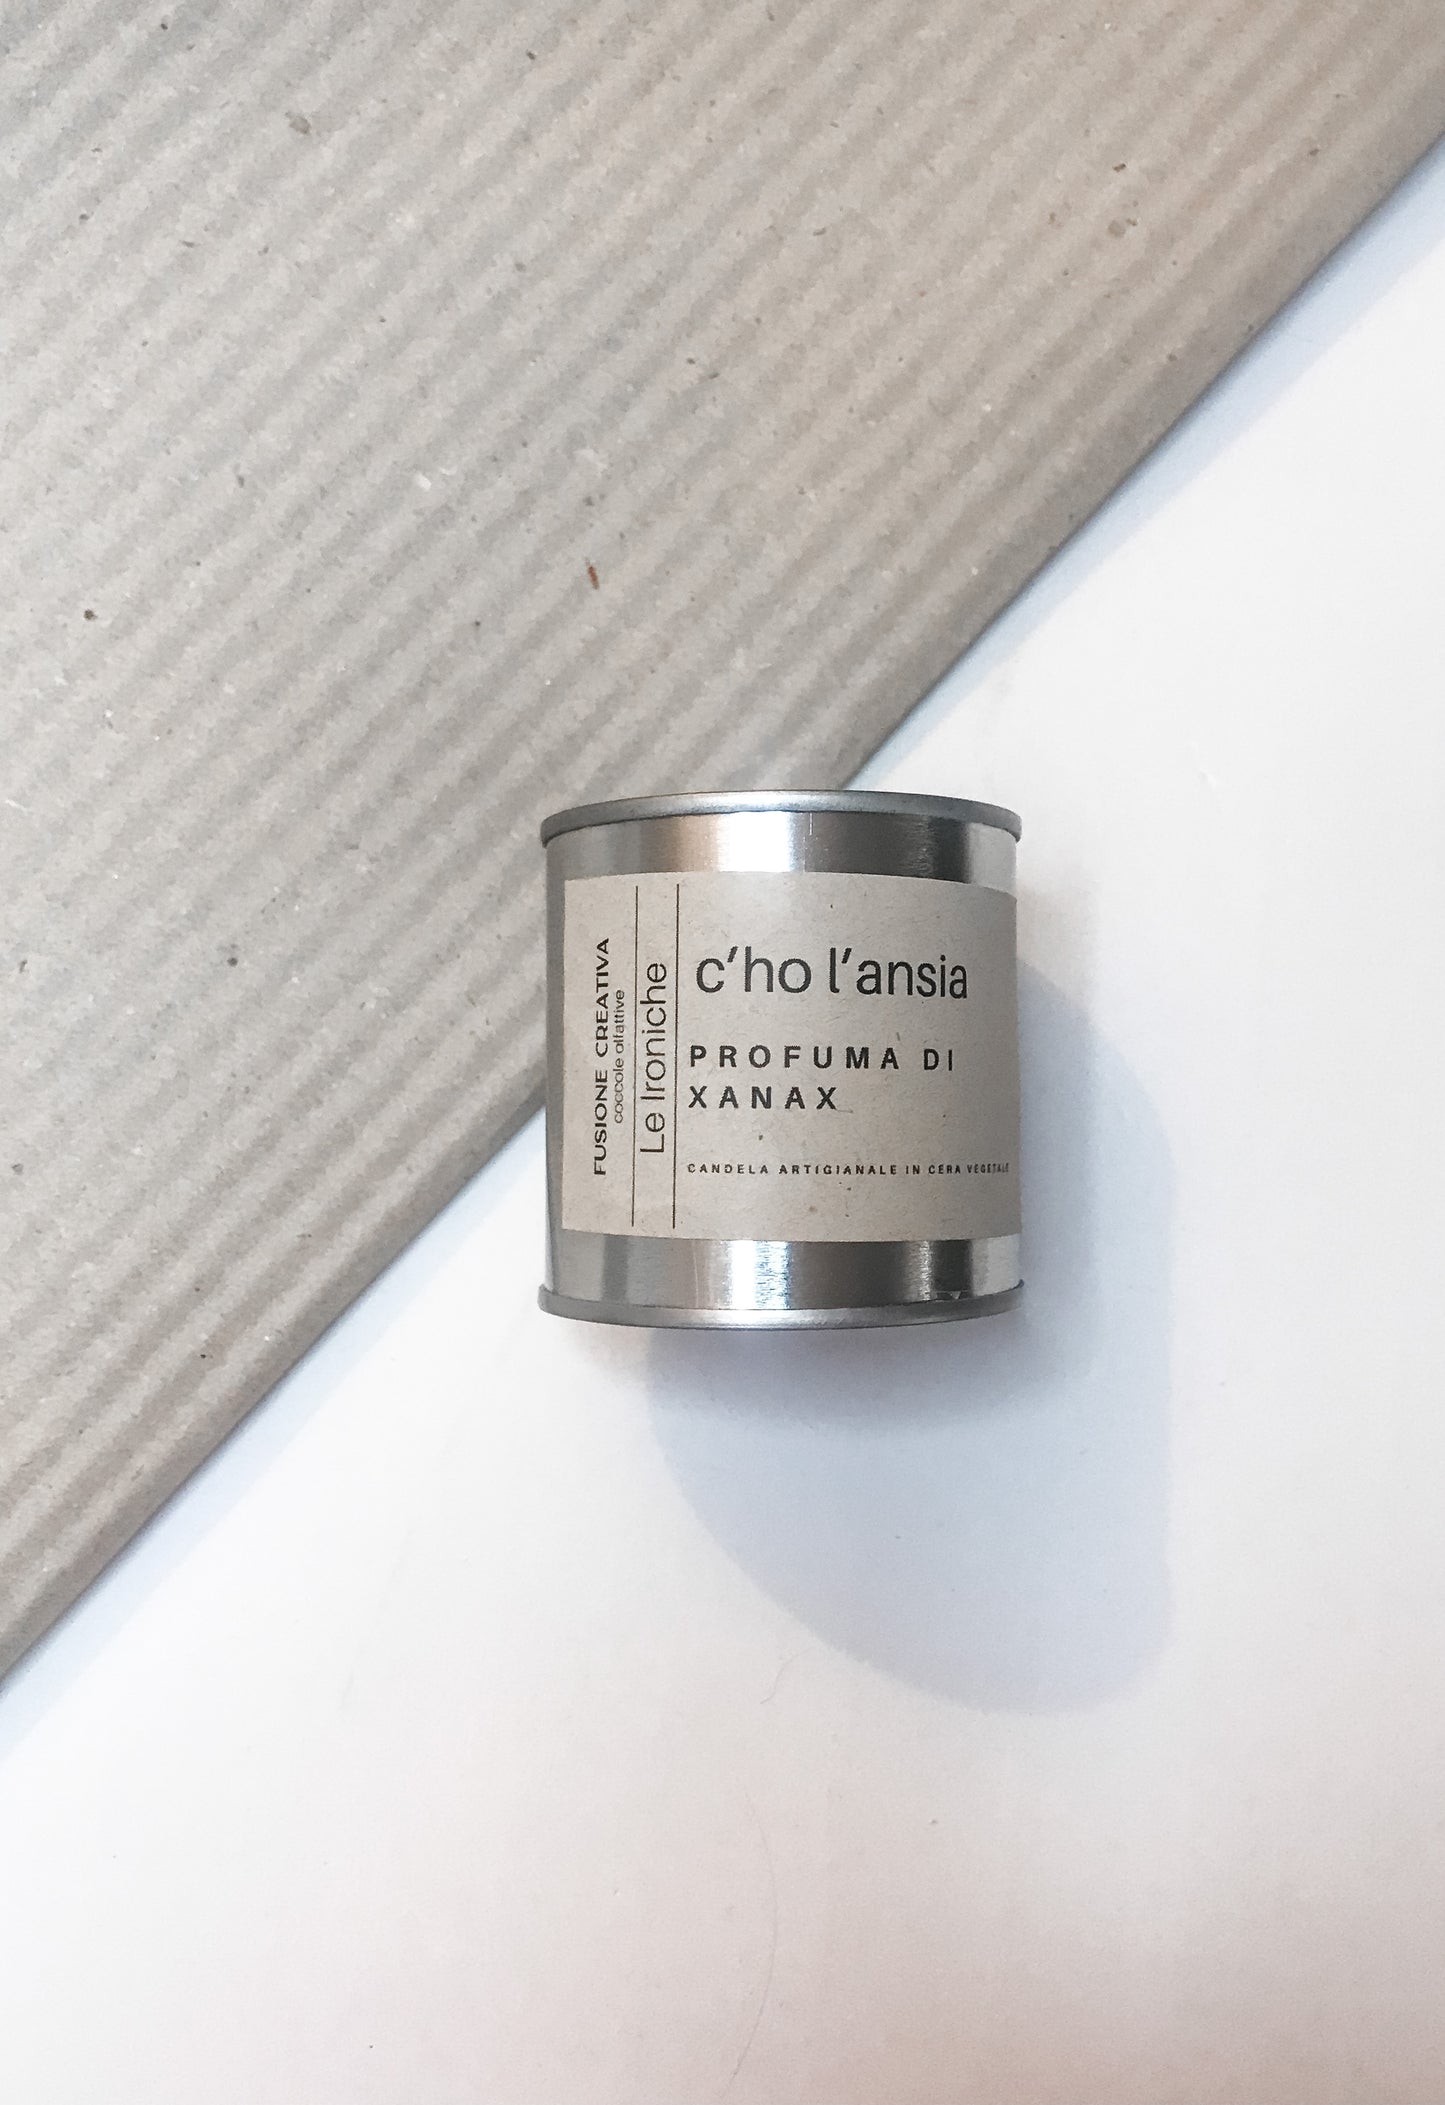 FUSIONE CREATIVA
coccole olfattive
Le Ironiche
c'ho l'ansia
PROFUMA DI
XANAX
CANDELA ARTIGIANALE IN CERA VEGETALE